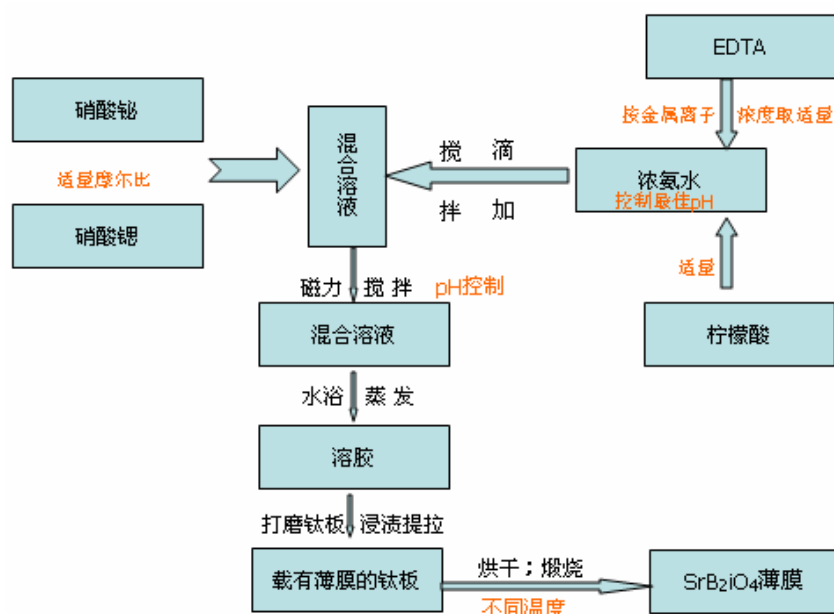 EDTA
硝酸铋
按金属离子 浓度取适量
混合溶液
搅 滴
适量摩尔比
浓氨水
控制最佳pH
拌 加
硝酸锶
适量
磁力 搅 拌 pH控制
混合溶液
柠檬酸
水浴 蒸 发
溶胶
打磨钛板 浸渍提拉
载有薄膜的钛板
烘干；煅烧
SrB₂iO₄薄膜
不同温度